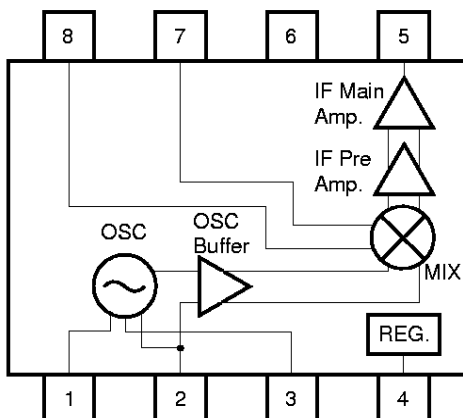 8 7 6 5
IF Main
Amp.
IF Pre
Amp.
OSC
OSC
Buffer
MIX
REG.
1 2 3 4